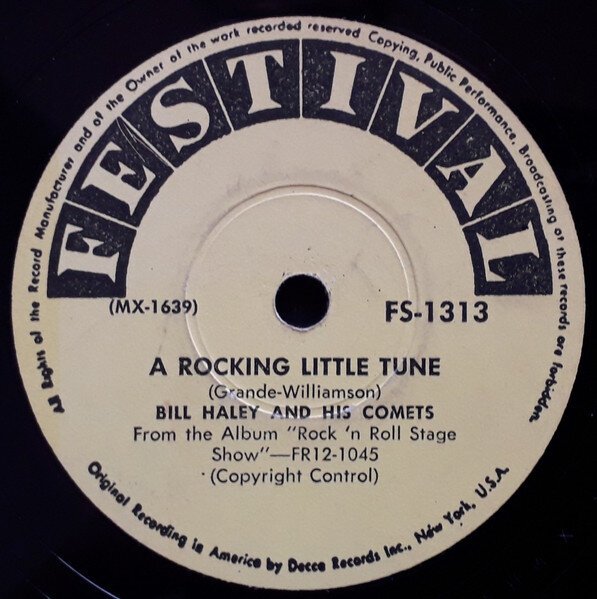 All Rights of the Record Manufacturer and of the Owner of the work recorded reserved Copying, Public Performance, Broadcasting of these records are forbidden.
FESTIVAL
(MX-1639)
FS-1313
A ROCKING LITTLE TUNE
(Grande-Williamson)
BILL HALEY AND HIS COMETS
From the Album "Rock 'n Roll Stage
Show"—FR12-1045
(Copyright Control)
Original Recording in America by Decca Records Inc., New York, U.S.A.